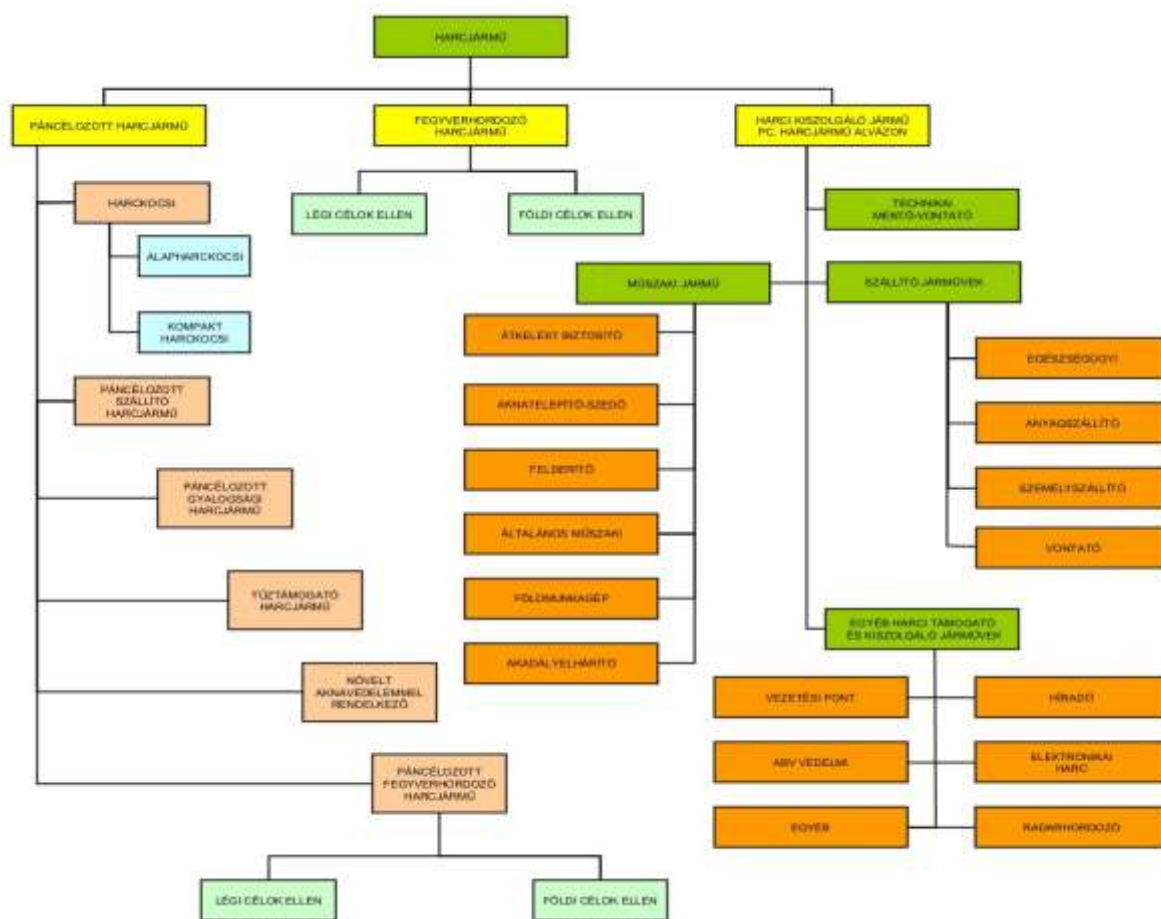 HARCJÁRMŰ
PÁNCÉLOZOTT HARCJÁRMŰ
FEGYVERHORDOZÓ
HARCJÁRMŰ
HARCI KISZOLGÁLÓ JÁRMŰ
PC. HARCJÁRMŰ ALVÁZON
HARCKOCSI
ALAPHARCKOCSI
KOMPAKT
HARCKOCSI
PÁNCÉLOZOTT
SZÁLLÍTÓ
HARCJÁRMŰ
PÁNCÉLOZOTT
GYALOGSÁGI
HARCJÁRMŰ
TŰZTÁMOGATÓ
HARCJÁRMŰ
NÖVELT
AKNAVÉDELEMMEL
RENDELKEZŐ
PÁNCÉLOZOTT
FEGYVERHORDOZÓ
HARCJÁRMŰ
LÉGI CÉLOK ELLEN
FÖLDI CÉLOK ELLEN
LÉGI CÉLOK ELLEN
FÖLDI CÉLOK ELLEN
TECHNIKAI
MENTŐ-VONTATÓ
MŰSZAKI JÁRMŰ
ÁTKELÉST BIZTOSÍTÓ
AKNATELEPÍTŐ-SZEDŐ
FELDERÍTŐ
ÁLTALÁNOS MŰSZAKI
FÖLDMUNKAGÉP
AKADÁLYELHÁRÍTÓ
SZÁLLÍTÓ JÁRMŰVEK
EGÉSZSÉGÜGYI
ANYAGSZÁLLÍTÓ
SZEMÉLYSZÁLLÍTÓ
VONTATÓ
EGYÉB HARCI TÁMOGATÓ
ÉS KISZOLGÁLÓ JÁRMŰVEK
VEZETÉSI PONT
HÍRADÓ
ABV VÉDELMI
ELEKTRONIKAI
HARC
EGYÉB
RADARHORDOZÓ